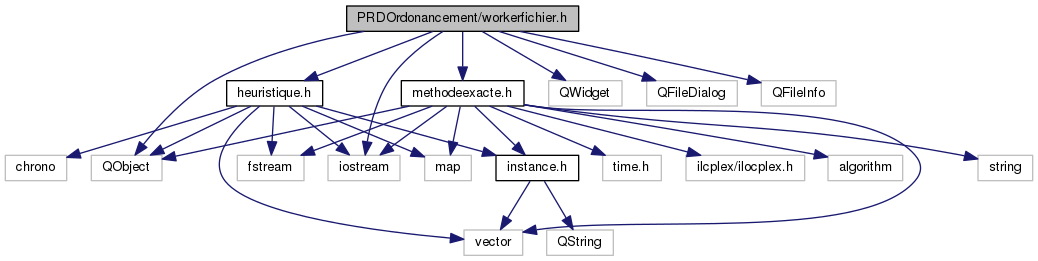 PRDOrdonancement/workerfichier.h
heuristique.h
methodeexacte.h
QWidget
QFileDialog
QFileInfo
chrono
QObject
fstream
iostream
map
instance.h
time.h
ilcplex/ilocplex.h
algorithm
string
vector
QString